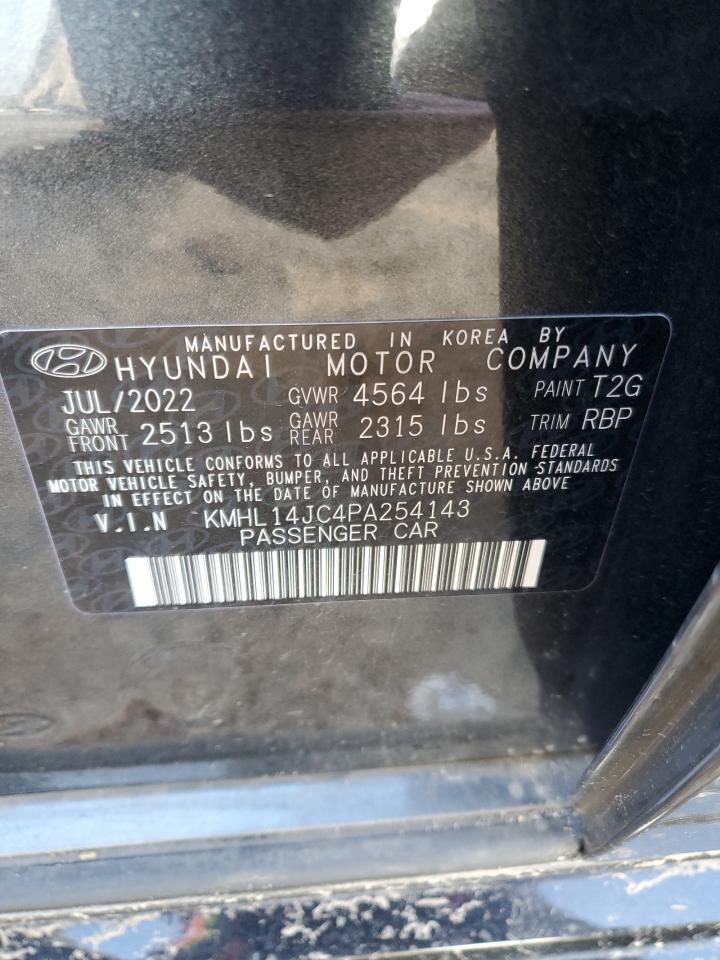 MANUFACTURED IN KOREA BY
HYUNDAI MOTOR COMPANY
JUL/2022 GVWR 4564 lbs PAINT T2G
GAWR FRONT 2513 lbs GAWR REAR 2315 lbs TRIM RBP
THIS VEHICLE CONFORMS TO ALL APPLICABLE U.S.A. FEDERAL
MOTOR VEHICLE SAFETY, BUMPER, AND THEFT PREVENTION STANDARDS
IN EFFECT ON THE DATE OF MANUFACTURE SHOWN ABOVE
V.I.N KMHL14JC4PA254143
PASSENGER CAR